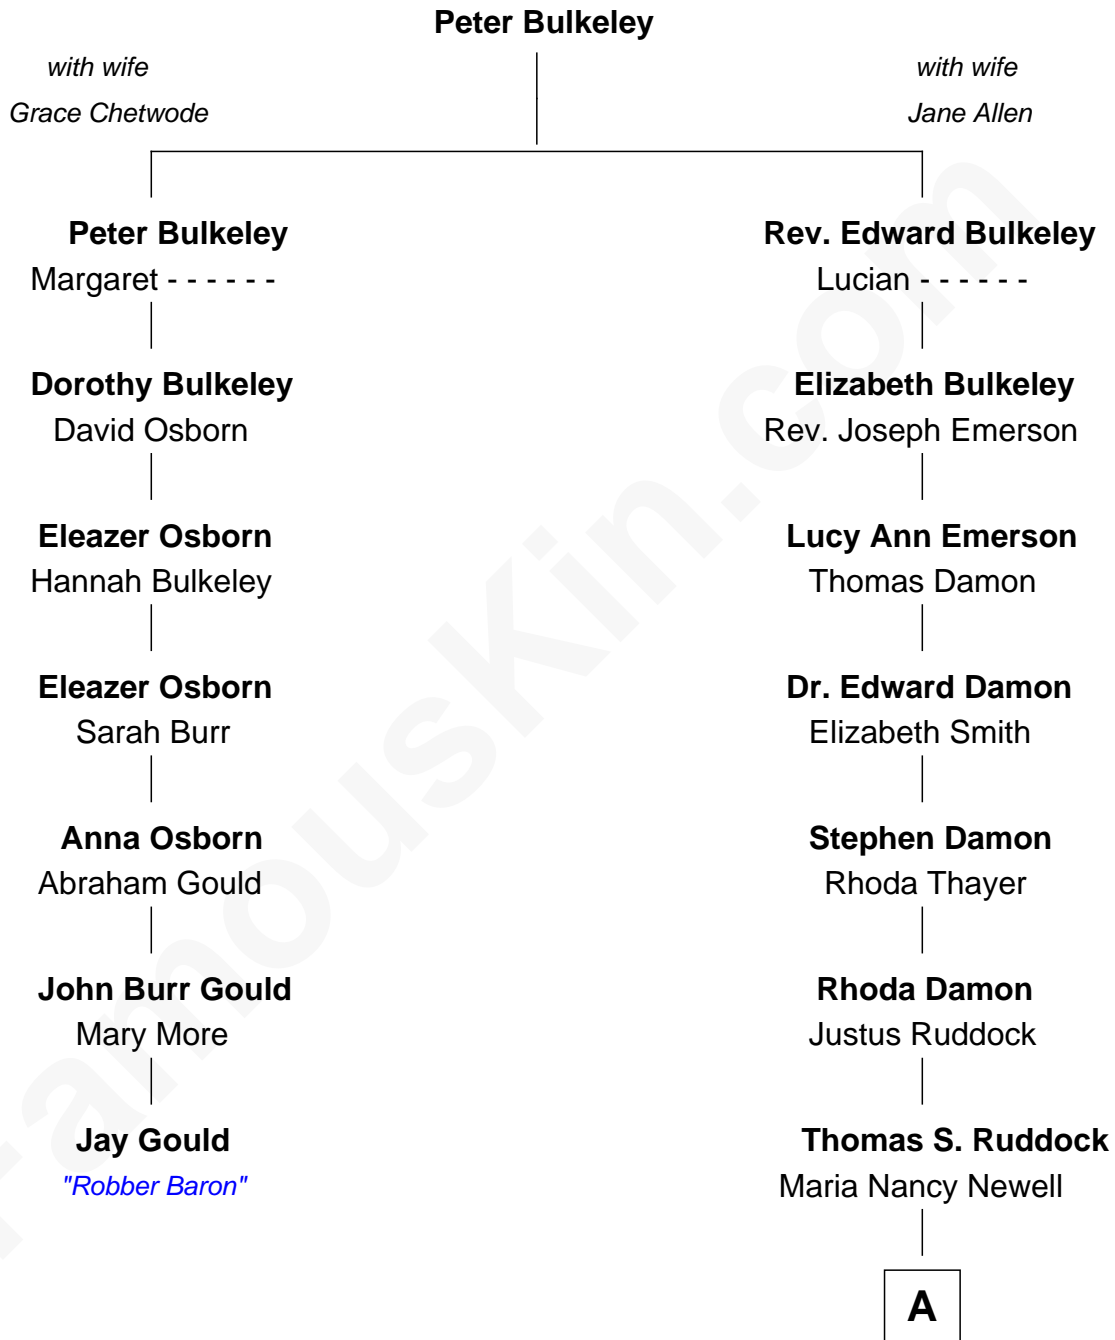 Peter Bulkeley
with wife
Grace Chetwode
with wife
Jane Allen
Peter Bulkeley
Margaret - - - - - -
Rev. Edward Bulkeley
Lucian - - - - - -
Dorothy Bulkeley
David Osborn
Elizabeth Bulkeley
Rev. Joseph Emerson
Eleazer Osborn
Hannah Bulkeley
Lucy Ann Emerson
Thomas Damon
Eleazer Osborn
Sarah Burr
Dr. Edward Damon
Elizabeth Smith
Anna Osborn
Abraham Gould
Stephen Damon
Rhoda Thayer
John Burr Gould
Mary More
Rhoda Damon
Justus Ruddock
Jay Gould
"Robber Baron"
Thomas S. Ruddock
Maria Nancy Newell
A
FamousKin.com